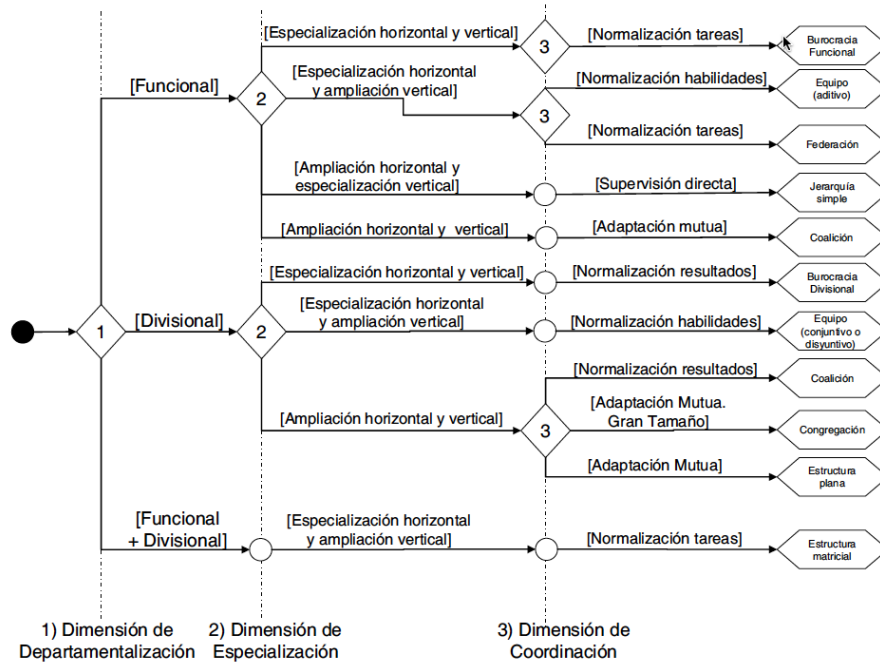 [Especialización horizontal y vertical]
3
[Normalización tareas]
Burocracia
Funcional
[Funcional]
2
[Especialización horizontal
y ampliación vertical]
3
[Normalización habilidades]
Equipo
(aditivo)
[Normalización tareas]
Federación
[Ampliación horizontal y
especialización vertical]
[Supervisión directa]
Jerarquía
simple
[Ampliación horizontal y vertical]
[Adaptación mutua]
Coalición
[Especialización horizontal y vertical]
[Normalización resultados]
Burocracia
Divisional
1
[Divisional]
2
[Especialización horizontal
y ampliación vertical]
[Normalización habilidades]
Equipo
(conjuntivo o
disyuntivo)
[Normalización resultados]
Coalición
[Ampliación horizontal y vertical]
3
[Adaptación Mutua.
Gran Tamaño]
Congregación
[Adaptación Mutua]
Estructura
plana
[Funcional
+ Divisional]
[Especialización horizontal
y ampliación vertical]
[Normalización tareas]
Estructura
matricial
1) Dimensión de
Departamentalización
2) Dimensión de
Especialización
3) Dimensión de
Coordinación